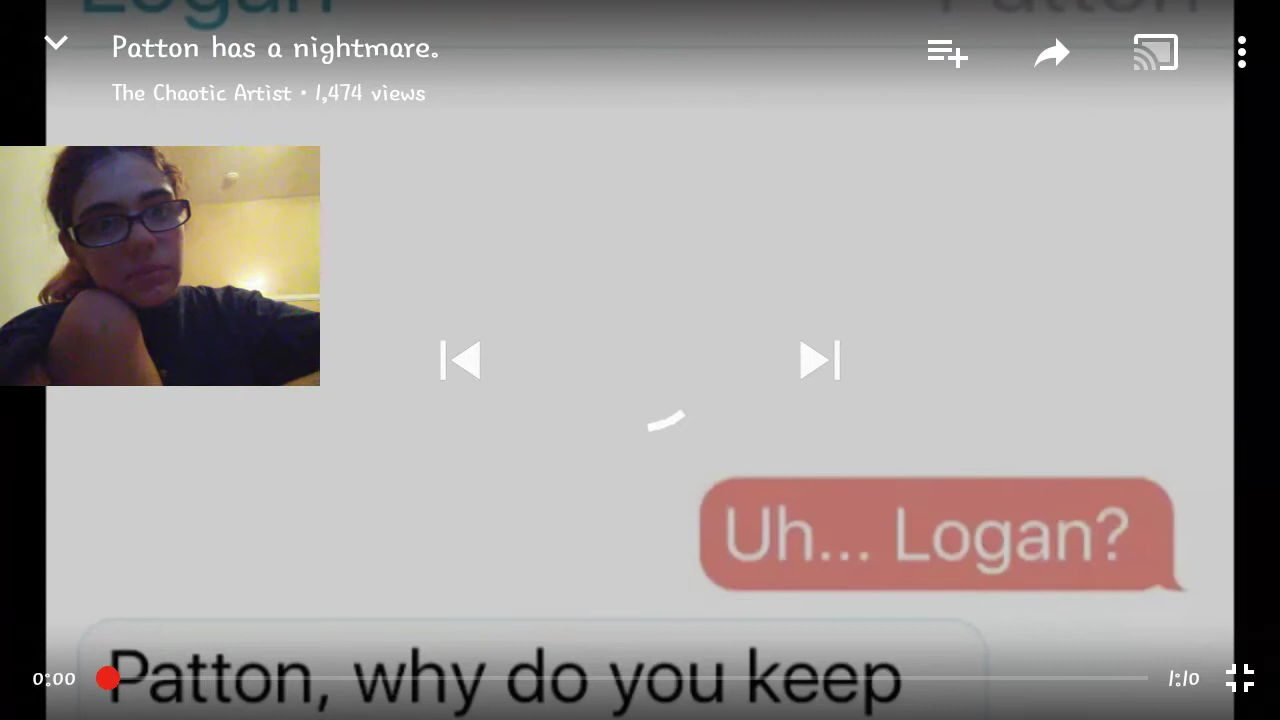 Logan
Patton
Patton has a nightmare.
The Chaotic Artist • 1,474 views
Uh... Logan?
Patton, why do you keep
0:00
1:10